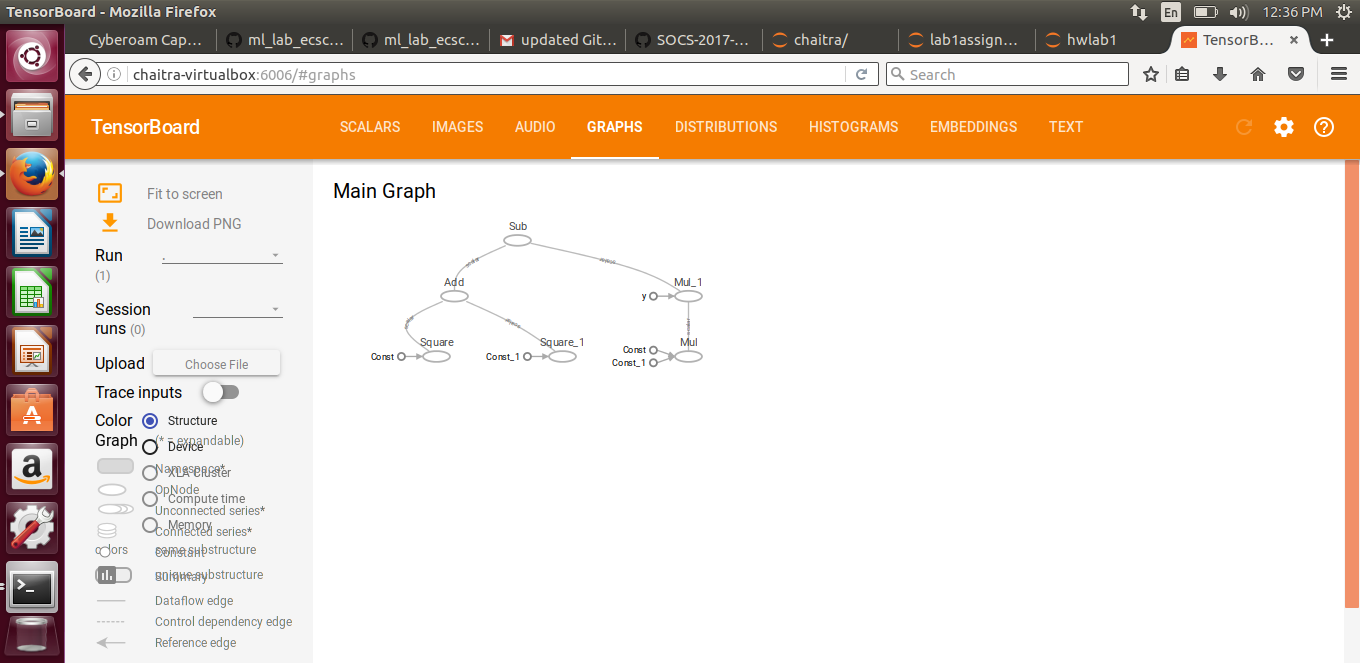 TensorBoard - Mozilla Firefox
En
12:36 PM
Cyberoam Cap...
ml_lab_ecsc...
ml_lab_ecsc...
updated Git...
SOCS-2017-...
chaitra/
lab1assign...
hwlab1
TensorB...
chaitra-virtualbox:6006/#graphs
Search
TensorBoard
SCALARS
IMAGES
AUDIO
GRAPHS
DISTRIBUTIONS
HISTOGRAMS
EMBEDDINGS
TEXT
Fit to screen
Download PNG
Run
(1)
.
Session
runs (0)
Upload
Choose File
Trace inputs
Color
Graph
Structure
(* = expandable)
Device
Namespace*
XLA Cluster
OpNode
Compute time
Unconnected series*
Memory
Connected series*
colors
same substructure
Constant
unique substructure
Summary
Dataflow edge
Control dependency edge
Reference edge
Main Graph
Sub
Add
Mul_1
y
Square
Square_1
Mul
Const
Const_1
Const
Const_1